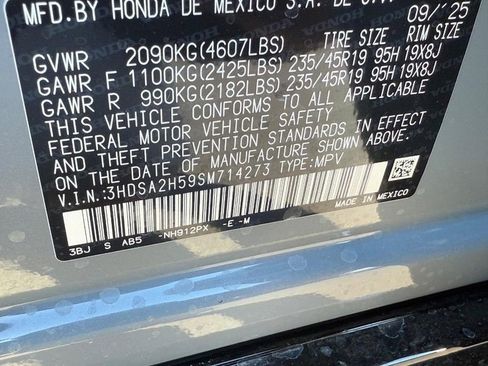 MFD.BY HONDA DE MEXICO S.A. DE C.V. 09/25
GVWR 2090KG(4607LBS) TIRE SIZE RIM SIZE
GAWR F 1100KG(2425LBS) 235/45R19 95H 19X8J
GAWR R 990KG(2182LBS) 235/45R19 95H 19X8J
THIS VEHICLE CONFORMS TO ALL APPLICABLE
FEDERAL MOTOR VEHICLE SAFETY
STANDARDS IN EFFECT
ON THE DATE OF MANUFACTURE SHOWN ABOVE.
V.I.N.:3HDSA2H59SM714273 TYPE:MPV
MADE IN MEXICO
3BJ S AB5 -NH912PX -E -M